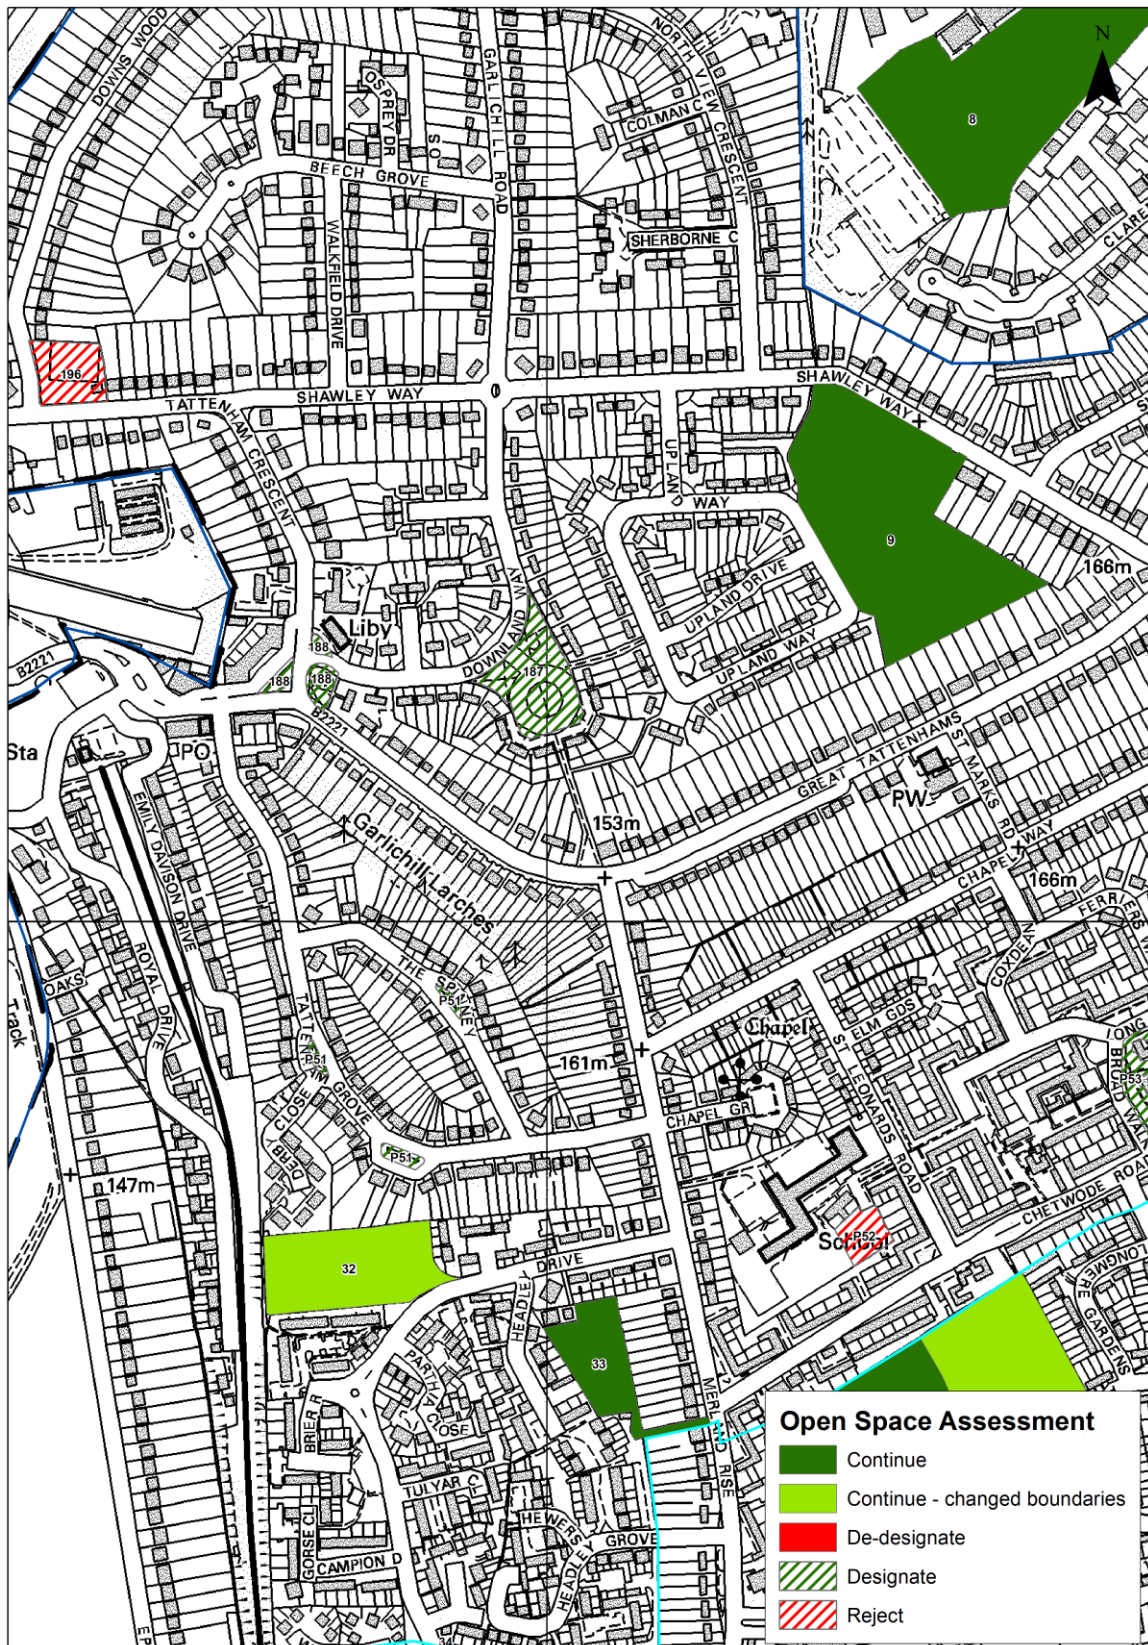 N
DOWNS WOOD
OSPREY DR
S C
GARL CHILL ROAD
NORTH VIEW CRESCENT
COLMAN C
BEECH GROVE
WALKFIELD DRIVE
SHERBORNE C
8
196
SHAWLEY WAY
SHAWLEY WAY
TATTENHAM CRESCENT
UPLAND
WAY
9
166m
UPLAND DRIVE
UPLAND WAY
Liby
188
188
188
DOWNLAND WAY
187
B2221
B2221
Sta
PO
EMILY DAVISON DRIVE
GREAT TATTENHAMS
ST MARKS RD
PW
153m
CHAPEL WAY
166m
Garlichill Larches
COXDEAN
OAKS
ROYAL DRIVE
Track
THE SPINNEY
P51
TATTENHAM GROVE
P51
P51
161m
Chapel
ELM GDS
ST LEONARDS ROAD
LONG
BROAD W
P53
CHAPEL GR
DERBY CLOSE
147m
CHETWODE ROA
School
P52
32
DRIVE
HEADLEY
33
LONGMERE GARDENS
MERLAND RISE
PARTHIA CLOSE
BRIER R
TULYAR C
GORSE CL
CAMPION D
HEWERS
HEADLEY
GROVE
Open Space Assessment
Continue
Continue - changed boundaries
De-designate
Designate
Reject